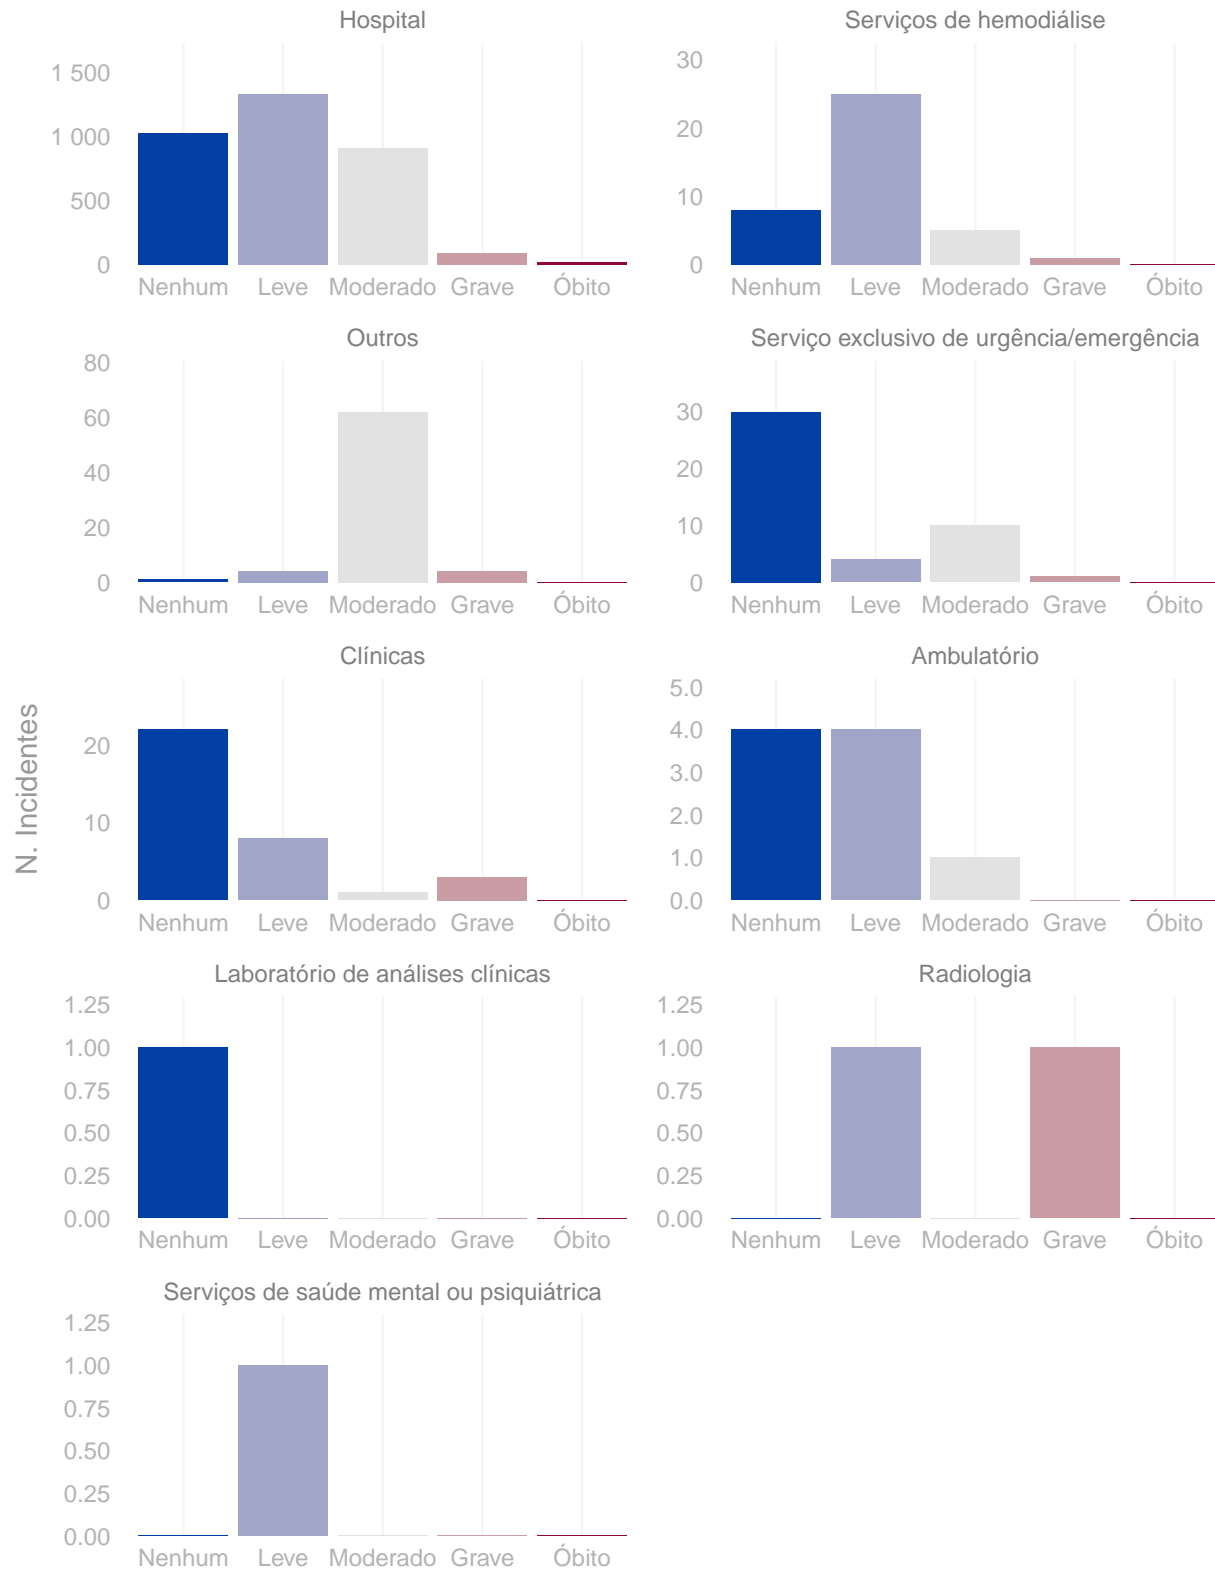 Hospital
1 500
1 000
500
0
Nenhum Leve Moderado Grave Óbito
Serviços de hemodiálise
30
20
10
0
Nenhum Leve Moderado Grave Óbito
Outros
80
60
40
20
0
Nenhum Leve Moderado Grave Óbito
Serviço exclusivo de urgência/emergência
30
20
10
0
Nenhum Leve Moderado Grave Óbito
N. Incidentes
Clínicas
20
10
0
Nenhum Leve Moderado Grave Óbito
Ambulatório
5.0
4.0
3.0
2.0
1.0
0.0
Nenhum Leve Moderado Grave Óbito
Laboratório de análises clínicas
1.25
1.00
0.75
0.50
0.25
0.00
Nenhum Leve Moderado Grave Óbito
Radiologia
1.25
1.00
0.75
0.50
0.25
0.00
Nenhum Leve Moderado Grave Óbito
Serviços de saúde mental ou psiquiátrica
1.25
1.00
0.75
0.50
0.25
0.00
Nenhum Leve Moderado Grave Óbito